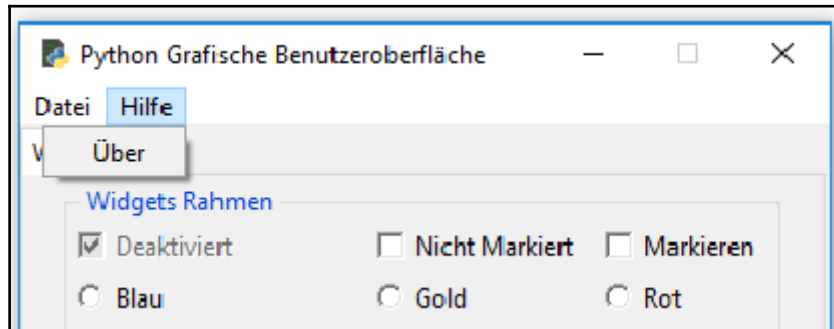 Python Grafische Benutzeroberfläche
Datei Hilfe
Über
Widgets Rahmen
Deaktiviert Nicht Markiert Markieren
Blau Gold Rot